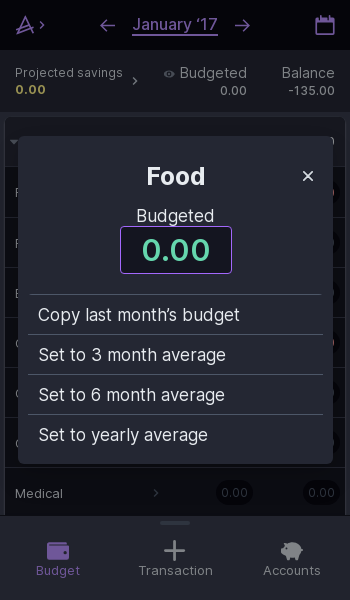 January ‘17
Projected savings
0.00
Budgeted
0.00
Balance
-135.00
Food
Budgeted
0.00
Copy last month’s budget
Set to 3 month average
Set to 6 month average
Set to yearly average
Medical
0.00
0.00
Budget
Transaction
Accounts